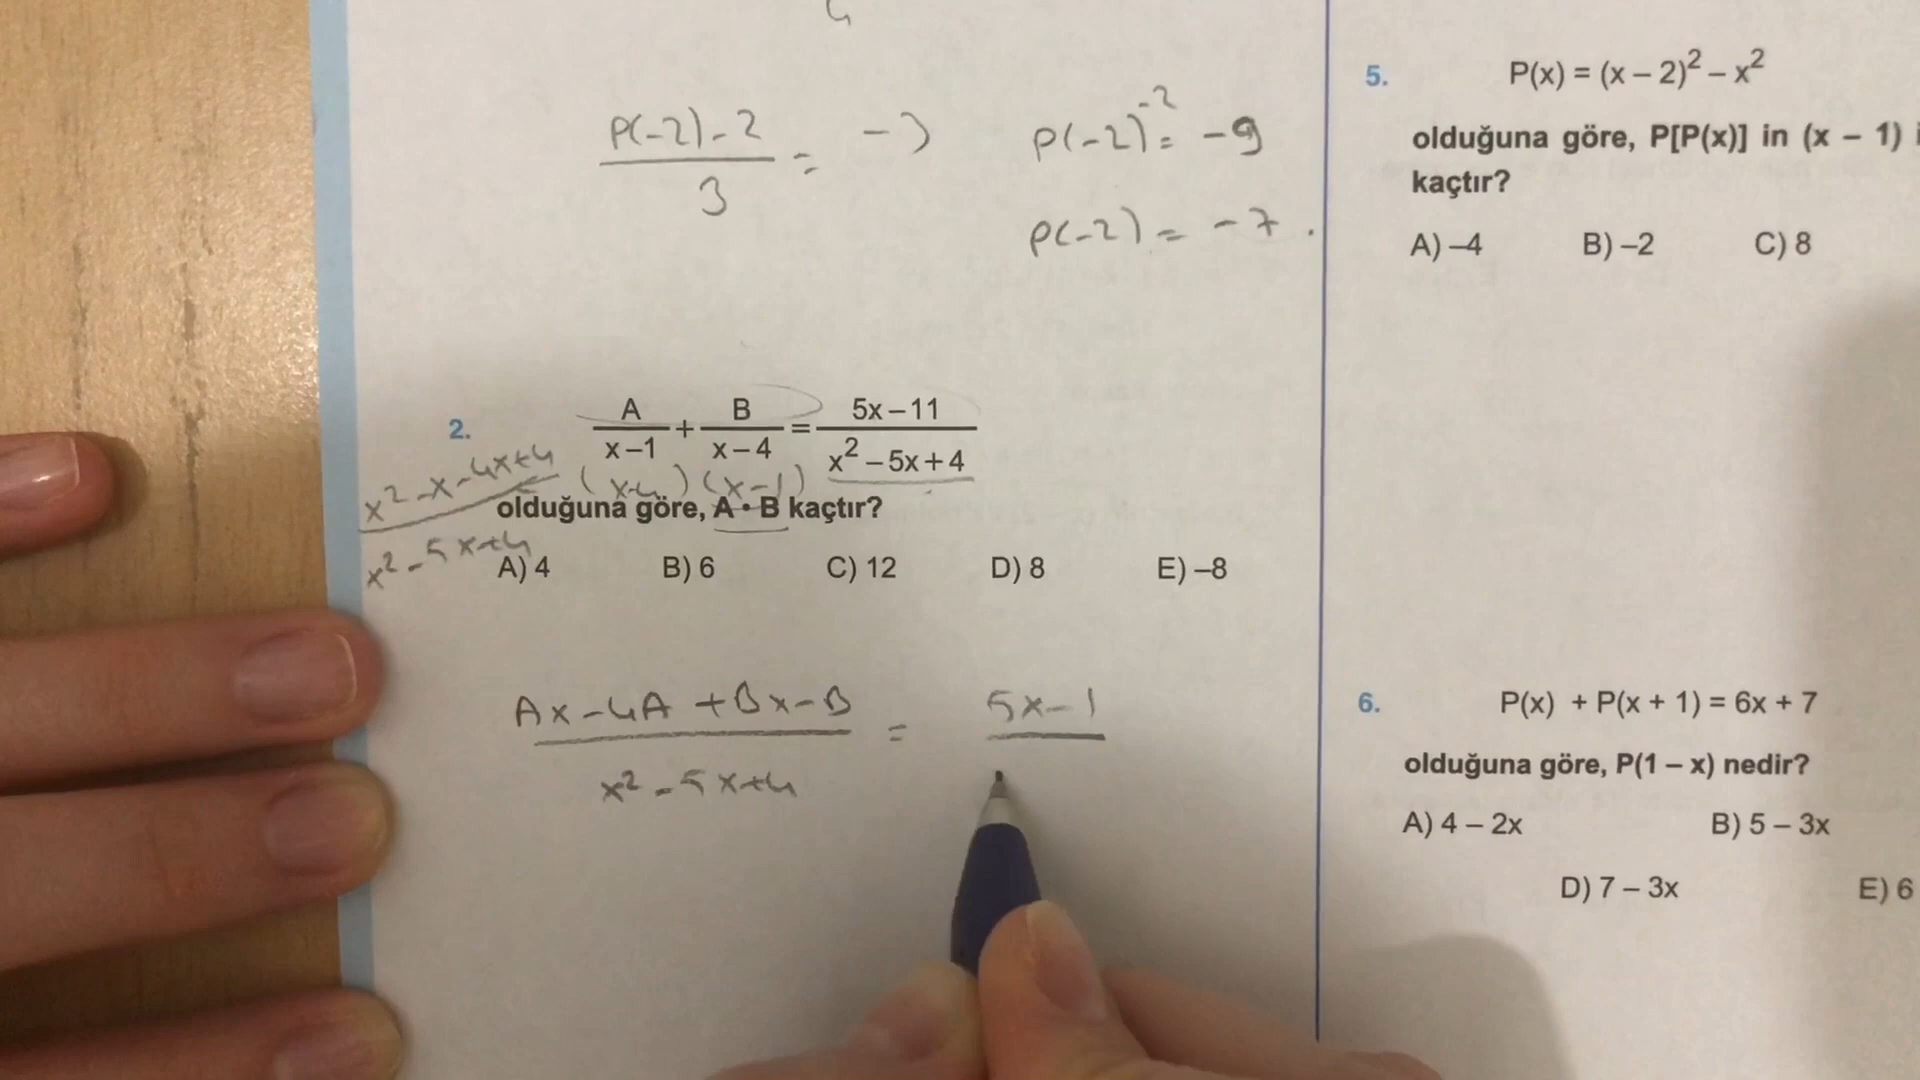 P(-2)-2
3
= -3
P(-2)-2 = -9
P(-2) = -7.
2. A/x–1 + B/x–4 = 5x–11/x²–5x+4
(x-4) (x-1)
x²-x-4x+4
x²-5x+4
olduğuna göre, A • B kaçtır?
A) 4 B) 6 C) 12 D) 8 E) –8
Ax-4A+Bx-B = 5x-1
x²-5x+4
5. P(x) = (x – 2)² – x²
olduğuna göre, P[P(x)] in (x – 1)
kaçtır?
A) –4 B) –2 C) 8
6. P(x) + P(x + 1) = 6x + 7
olduğuna göre, P(1 – x) nedir?
A) 4 – 2x B) 5 – 3x
D) 7 – 3x E) 6